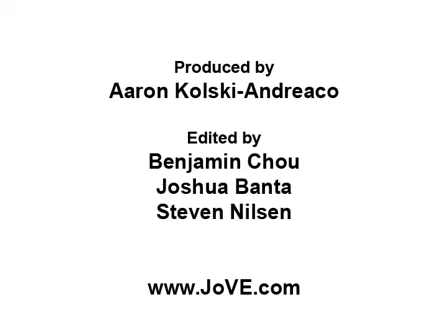 Produced by
Aaron Kolski-Andreaco
Edited by
Benjamin Chou
Joshua Banta
Steven Nilsen
www.JoVE.com